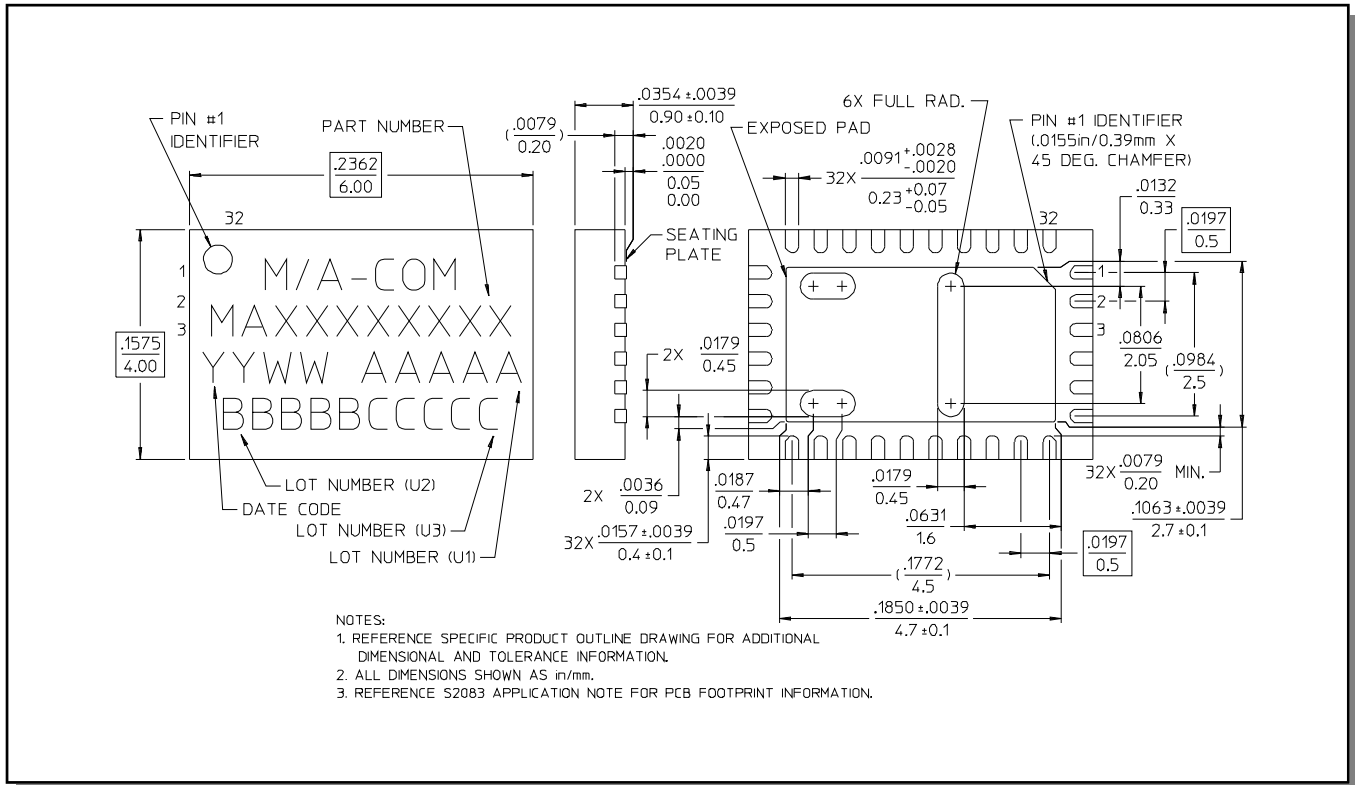 PIN #1
IDENTIFIER
PART NUMBER
.2362
6.00
32
1
2
3
.1575
4.00
M/A-COM
MAXXXXXXXXX
YYWW AAAAA
BBBBBCCCCC
LOT NUMBER (U2)
DATE CODE
LOT NUMBER (U3)
LOT NUMBER (U1)
.0354 ±.0039
0.90 ±0.10
(.0079
0.20)
.0020
.0000
0.05
0.00
SEATING
PLATE
EXPOSED PAD
6X FULL RAD.
32X .0091 +.0028
-.0020
0.23 +0.07
-0.05
PIN #1 IDENTIFIER
(.0155in/0.39mm X
45 DEG. CHAMFER)
32
.0132
0.33
.0197
0.5
1
2
3
2X .0179
0.45
.0806
2.05
(.0984
2.5)
2X .0036
0.09
32X .0157 ±.0039
0.4 ±0.1
.0187
0.47
.0197
0.5
.0179
0.45
.0631
1.6
32X .0079 MIN.
0.20
.1063 ±.0039
2.7 ±0.1
.0197
0.5
(.1772
4.5)
.1850 ±.0039
4.7 ±0.1
NOTES:
1. REFERENCE SPECIFIC PRODUCT OUTLINE DRAWING FOR ADDITIONAL
DIMENSIONAL AND TOLERANCE INFORMATION.
2. ALL DIMENSIONS SHOWN AS in/mm.
3. REFERENCE S2083 APPLICATION NOTE FOR PCB FOOTPRINT INFORMATION.